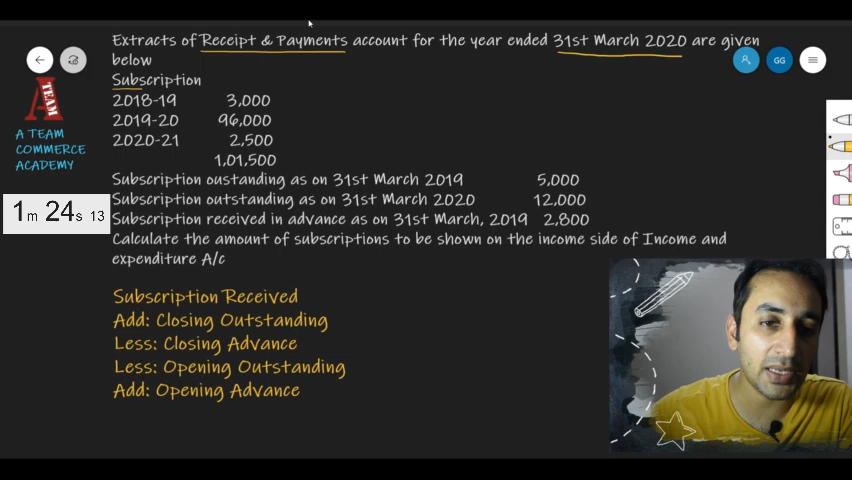 Extracts of Receipt & Payments account for the year ended 31st March 2020 are given
below
Subscription
2018-19 3,000
2019-20 96,000
2020-21 2,500
1,01,500
Subscription oustanding as on 31st March 2019 5,000
Subscription outstanding as on 31st March 2020 12,000
Subscription received in advance as on 31st March, 2019 2,800
Calculate the amount of subscriptions to be shown on the income side of Income and
expenditure A/c
Subscription Received
Add: Closing Outstanding
Less: Closing Advance
Less: Opening Outstanding
Add: Opening Advance
A TEAM
A TEAM
COMMERCE
ACADEMY
1m 24s 13
GG